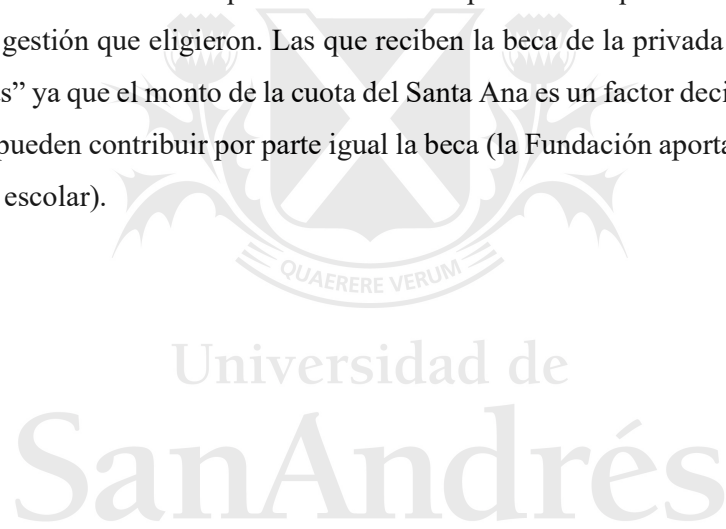 gestión que eligieron. Las que reciben la beca de la privada
s” ya que el monto de la cuota del Santa Ana es un factor deci
pueden contribuir por parte igual la beca (la Fundación aporta
escolar).
QUAERERE VERUM
Universidad de
SanAndrés